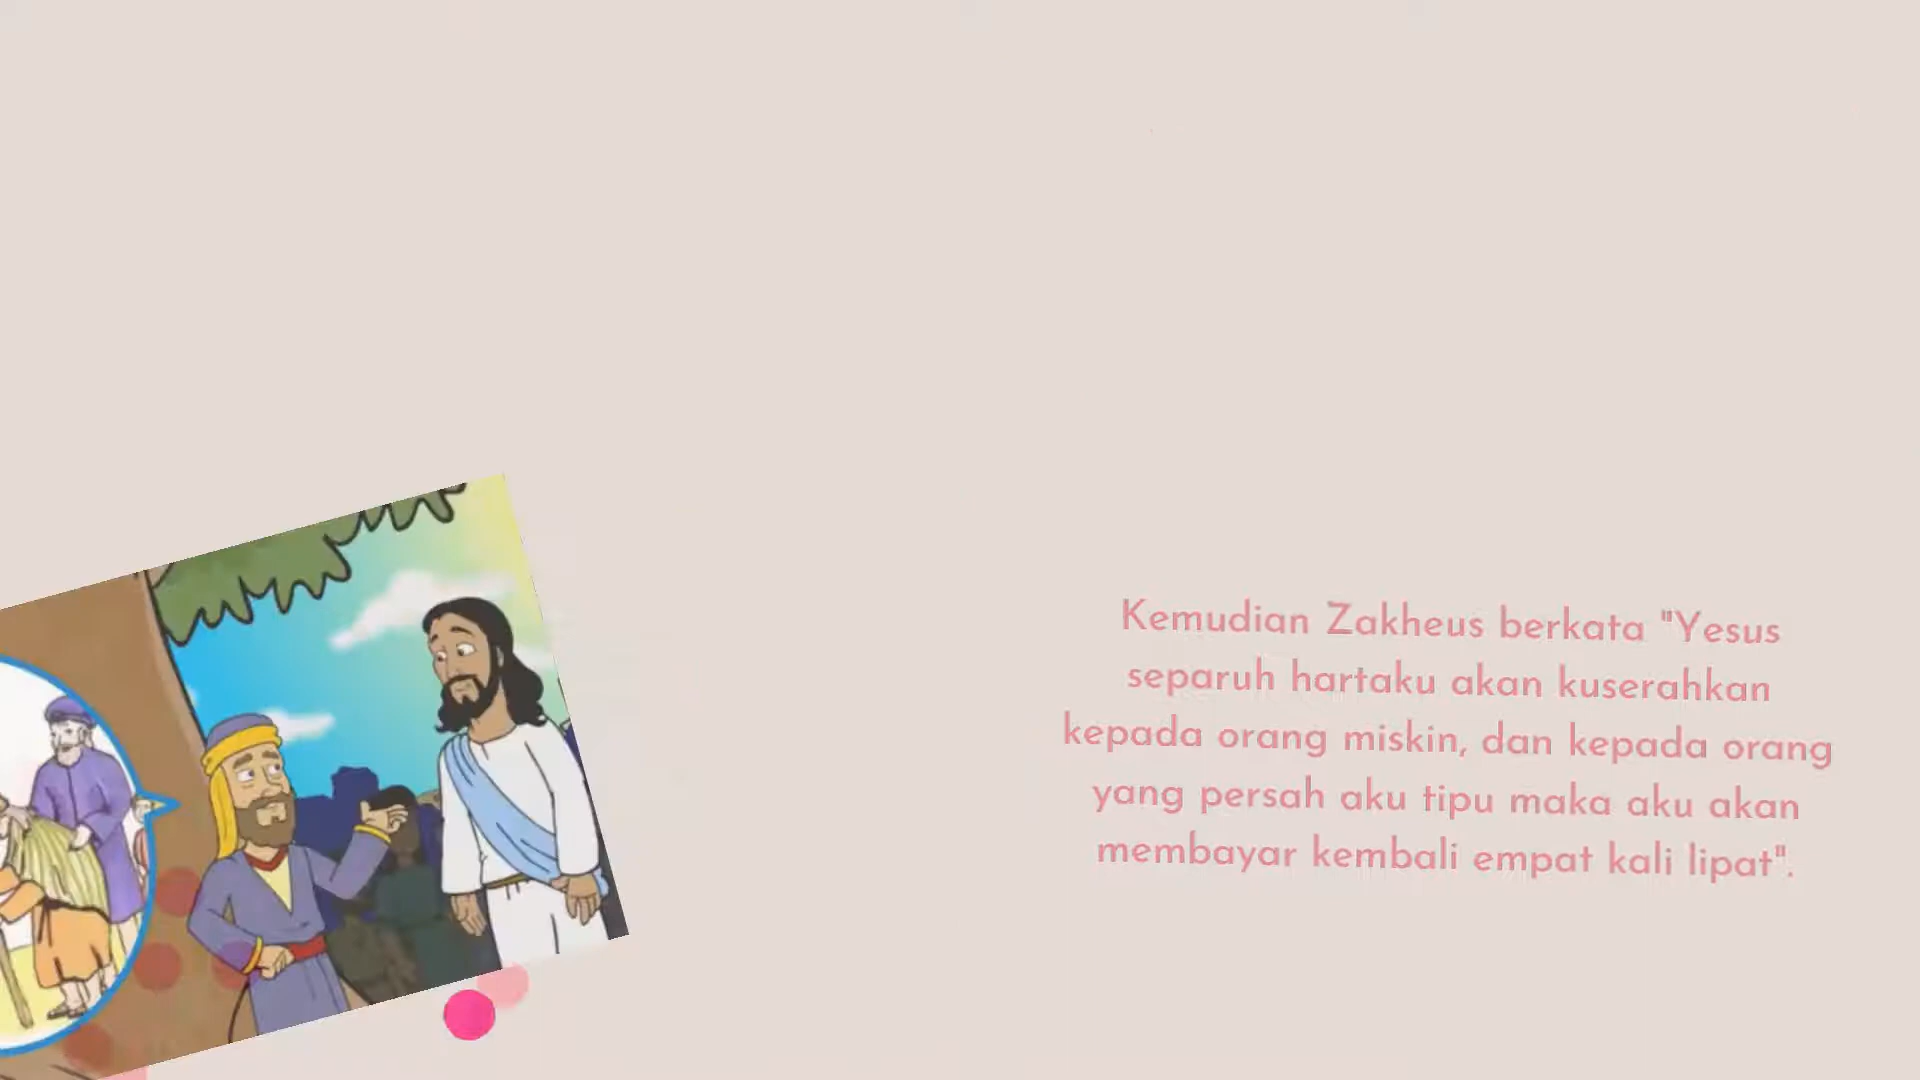 Kemudian Zakheus berkata "Yesus
separuh hartaku akan kuserahkan
kepada orang miskin, dan kepada orang
yang persah aku tipu maka aku akan
membayar kembali empat kali lipat".